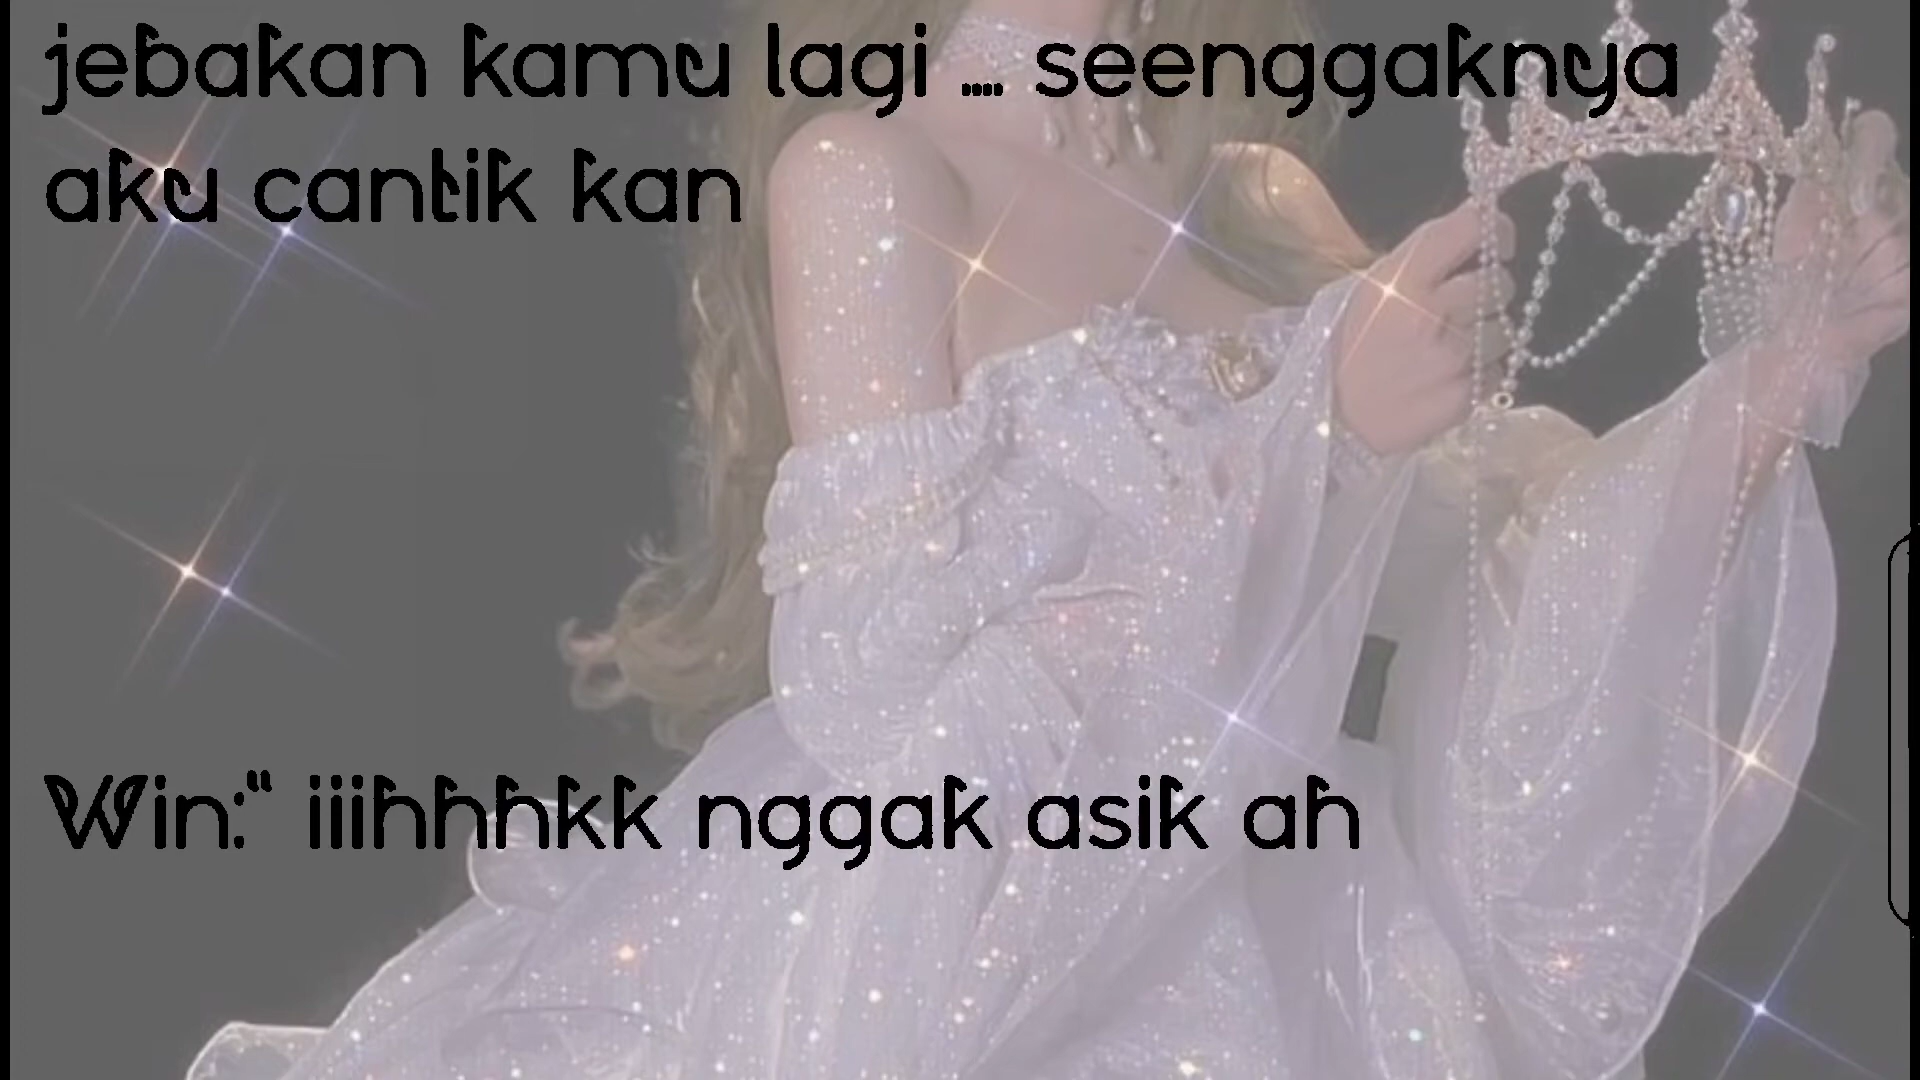 jebakan kamu lagi .... seenggaknya
aku cantik kan
Win:" iiihhhkk nggak asik ah